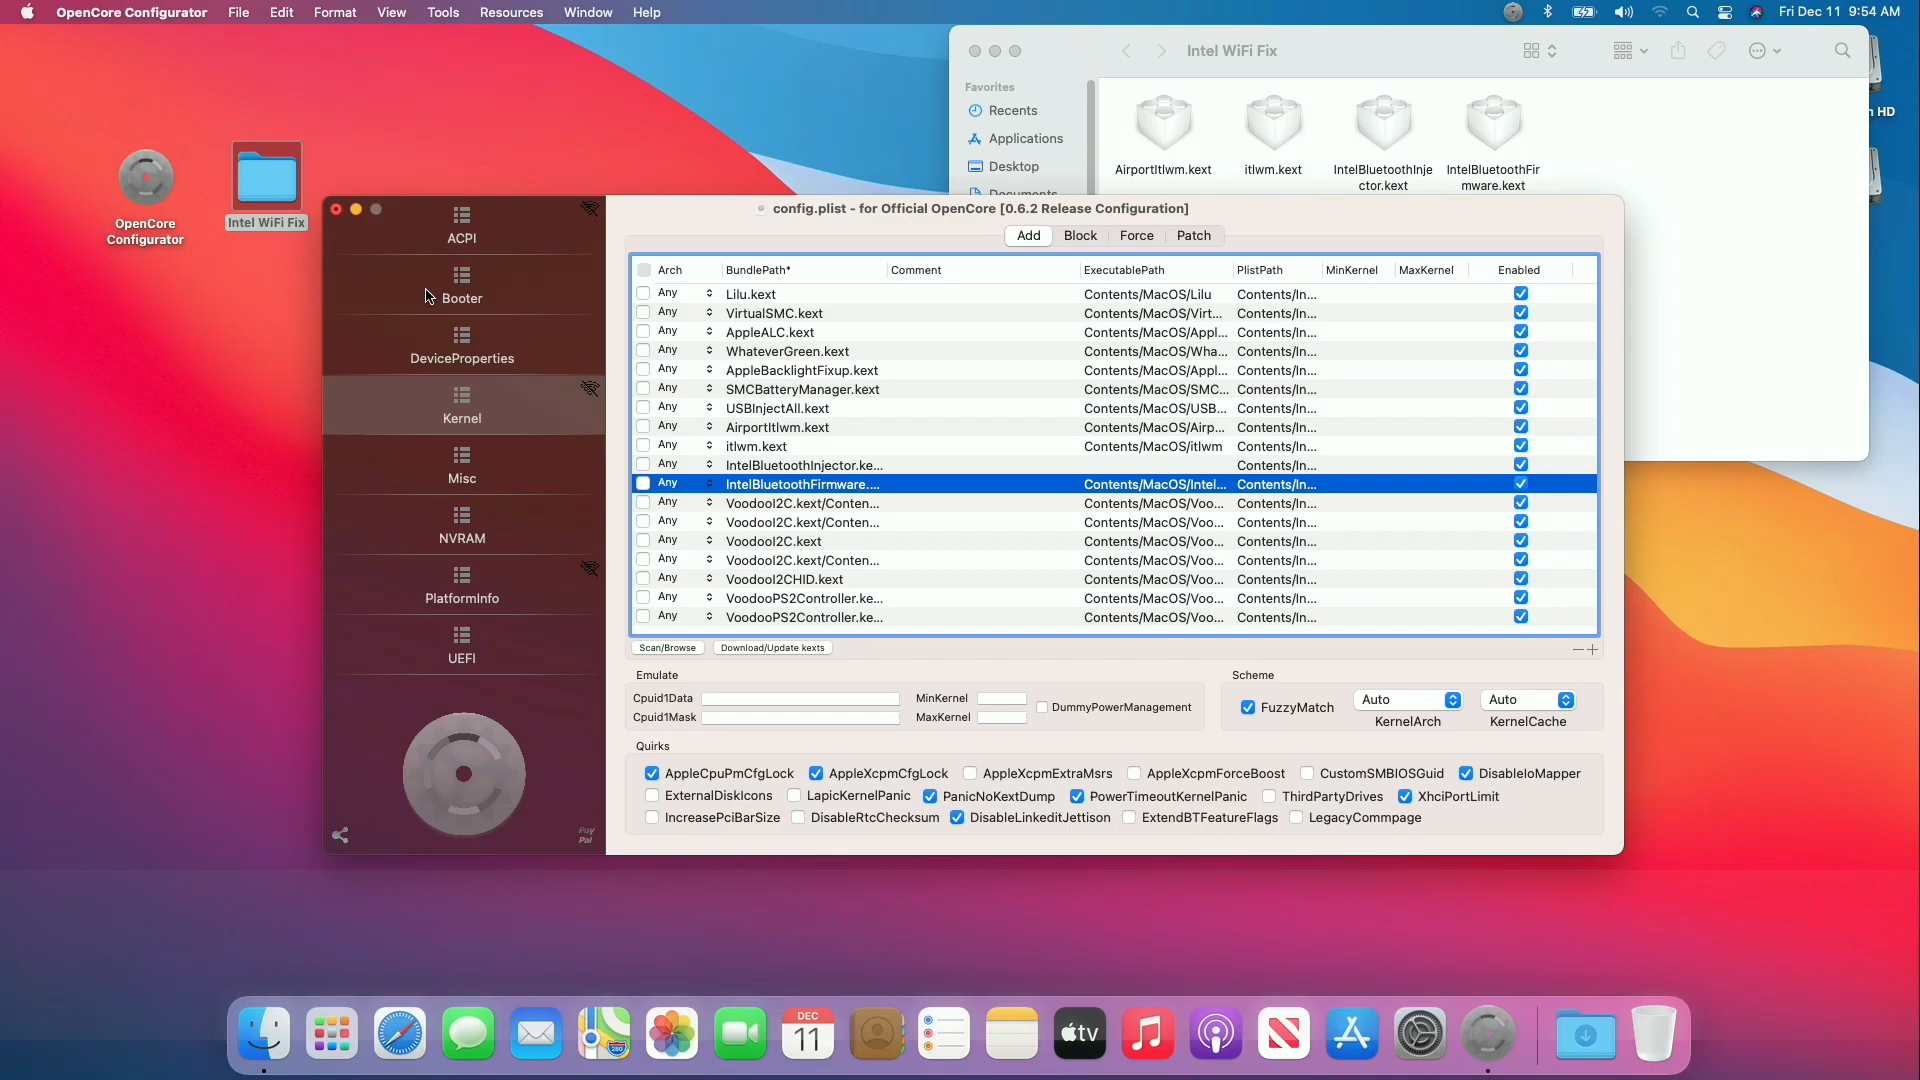 OpenCore Configurator File Edit Format View Tools Resources Window Help Fri Dec 11 9:54 AM
Intel WiFi Fix
Favorites
Recents
Applications
Desktop
Documents
AirportItlwm.kext
itlwm.kext
IntelBluetoothInje
ctor.kext
IntelBluetoothFir
mware.kext
n HD
OpenCore
Configurator
Intel WiFi Fix
ACPI
Booter
DeviceProperties
Kernel
Misc
NVRAM
PlatformInfo
UEFI
Pay
Pal
config.plist - for Official OpenCore [0.6.2 Release Configuration]
Add Block Force Patch
Arch BundlePath* Comment ExecutablePath PlistPath MinKernel MaxKernel Enabled
Any Lilu.kext Contents/MacOS/Lilu Contents/In...
Any VirtualSMC.kext Contents/MacOS/Virt... Contents/In...
Any AppleALC.kext Contents/MacOS/Appl... Contents/In...
Any WhateverGreen.kext Contents/MacOS/Wha... Contents/In...
Any AppleBacklightFixup.kext Contents/MacOS/Appl... Contents/In...
Any SMCBatteryManager.kext Contents/MacOS/SMC... Contents/In...
Any USBInjectAll.kext Contents/MacOS/USB... Contents/In...
Any AirportItlwm.kext Contents/MacOS/Airp... Contents/In...
Any itlwm.kext Contents/MacOS/itlwm Contents/In...
Any IntelBluetoothInjector.ke... Contents/In...
Any IntelBluetoothFirmware.... Contents/MacOS/Intel... Contents/In...
Any VoodooI2C.kext/Conten... Contents/MacOS/Voo... Contents/In...
Any VoodooI2C.kext/Conten... Contents/MacOS/Voo... Contents/In...
Any VoodooI2C.kext Contents/MacOS/Voo... Contents/In...
Any VoodooI2C.kext/Conten... Contents/MacOS/Voo... Contents/In...
Any VoodooI2CHID.kext Contents/MacOS/Voo... Contents/In...
Any VoodooPS2Controller.ke... Contents/MacOS/Voo... Contents/In...
Any VoodooPS2Controller.ke... Contents/MacOS/Voo... Contents/In...
Scan/Browse Download/Update kexts
Emulate
Cpuid1Data MinKernel DummyPowerManagement
Cpuid1Mask MaxKernel
Scheme
FuzzyMatch Auto Auto
KernelArch KernelCache
Quirks
AppleCpuPmCfgLock AppleXcpmCfgLock AppleXcpmExtraMsrs AppleXcpmForceBoost CustomSMBIOSGuid DisableIoMapper
ExternalDiskIcons LapicKernelPanic PanicNoKextDump PowerTimeoutKernelPanic ThirdPartyDrives XhciPortLimit
IncreasePciBarSize DisableRtcChecksum DisableLinkeditJettison ExtendBTFeatureFlags LegacyCommpage
280
DEC
11
tv